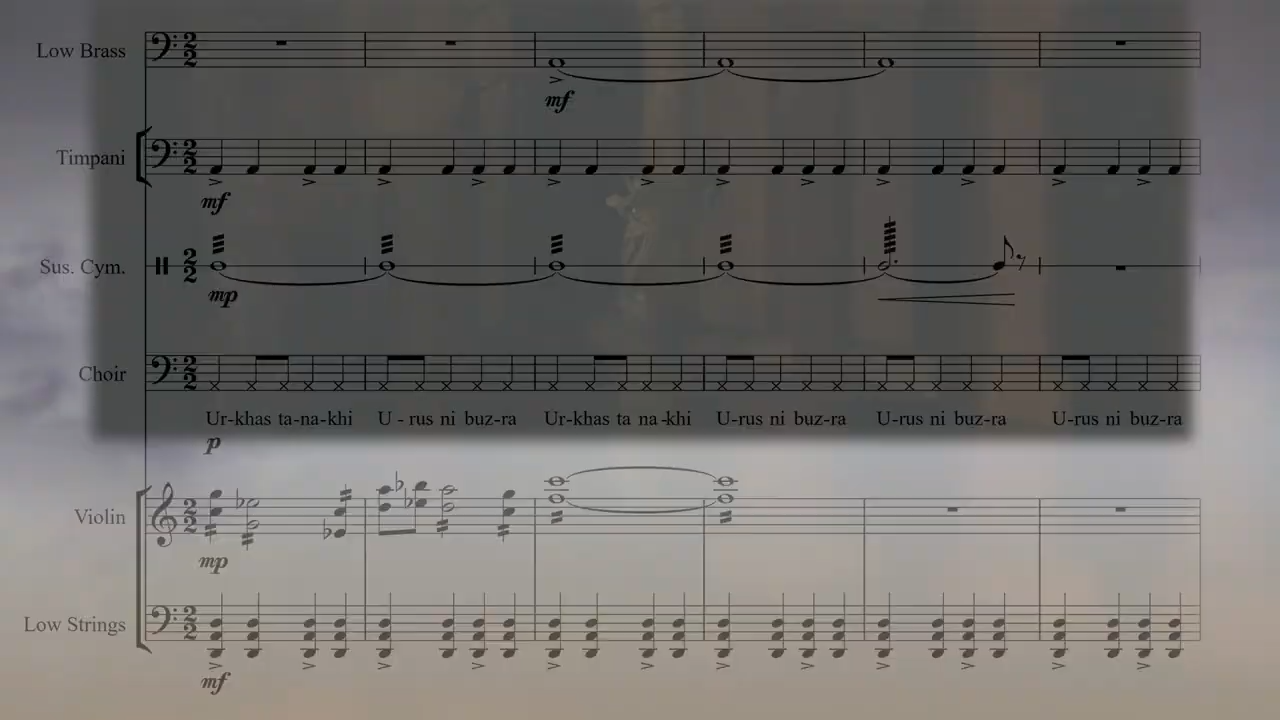 Low Brass
mf
Timpani
mf
Sus. Cym.
mp
Choir
Ur-khas ta-na-khi U - rus ni buz-ra Ur-khas ta na-khi U-rus ni buz-ra U-rus ni buz-ra U-rus ni buz-ra
p
Violin
mp
Low Strings
mf